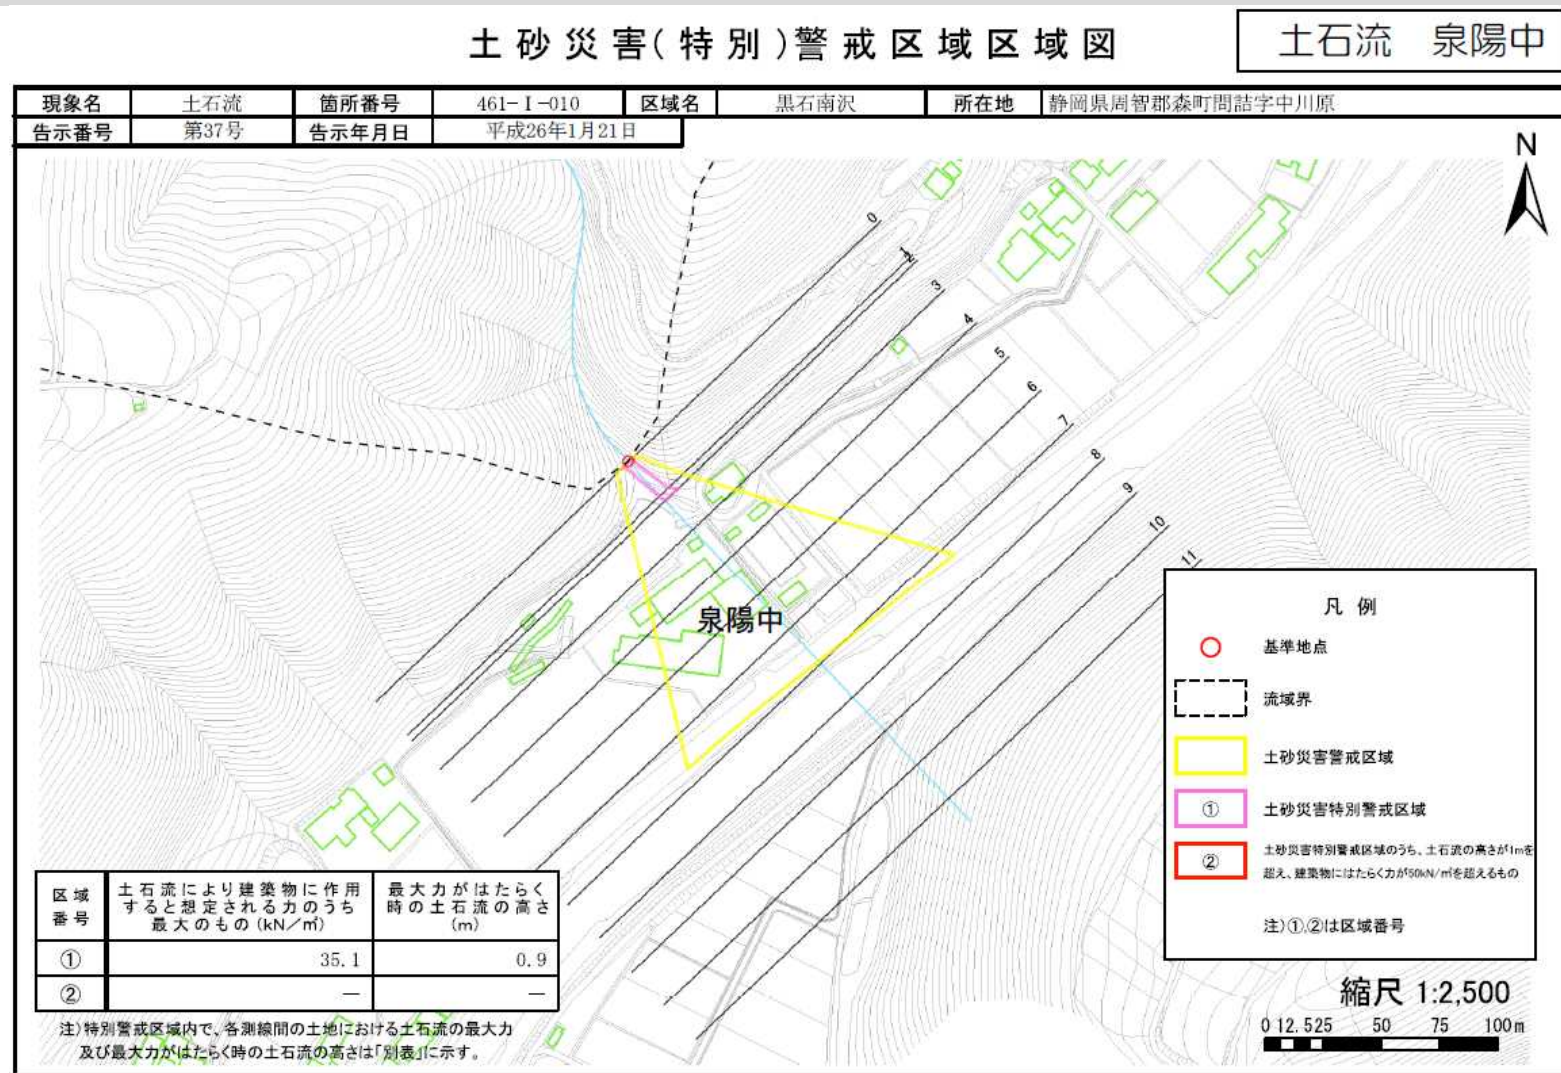 土砂災害(特別)警戒区域区域図
土石流　泉陽中
現象名 土石流 箇所番号 461-Ⅰ-010 区域名 黒石南沢 所在地 静岡県周智郡森町問詰字中川原
告示番号 第37号 告示年月日 平成26年1月21日
N
0
1
2
3
4
5
6
7
8
9
10
11
泉陽中
凡 例
基準地点
流域界
土砂災害警戒区域
① 土砂災害特別警戒区域
② 土砂災害特別警戒区域のうち、土石流の高さが1mを
超え、建築物にはたらく力が50kN/㎡を超えるもの
注)①,②は区域番号
区域番号 土石流により建築物に作用すると想定される力のうち最大のもの(kN/㎡) 最大力がはたらく時の土石流の高さ(m)
① 35.1 0.9
② － －
注)特別警戒区域内で、各測線間の土地における土石流の最大力
及び最大力がはたらく時の土石流の高さは「別表」に示す。
縮尺 1:2,500
0 12.525 50 75 100m